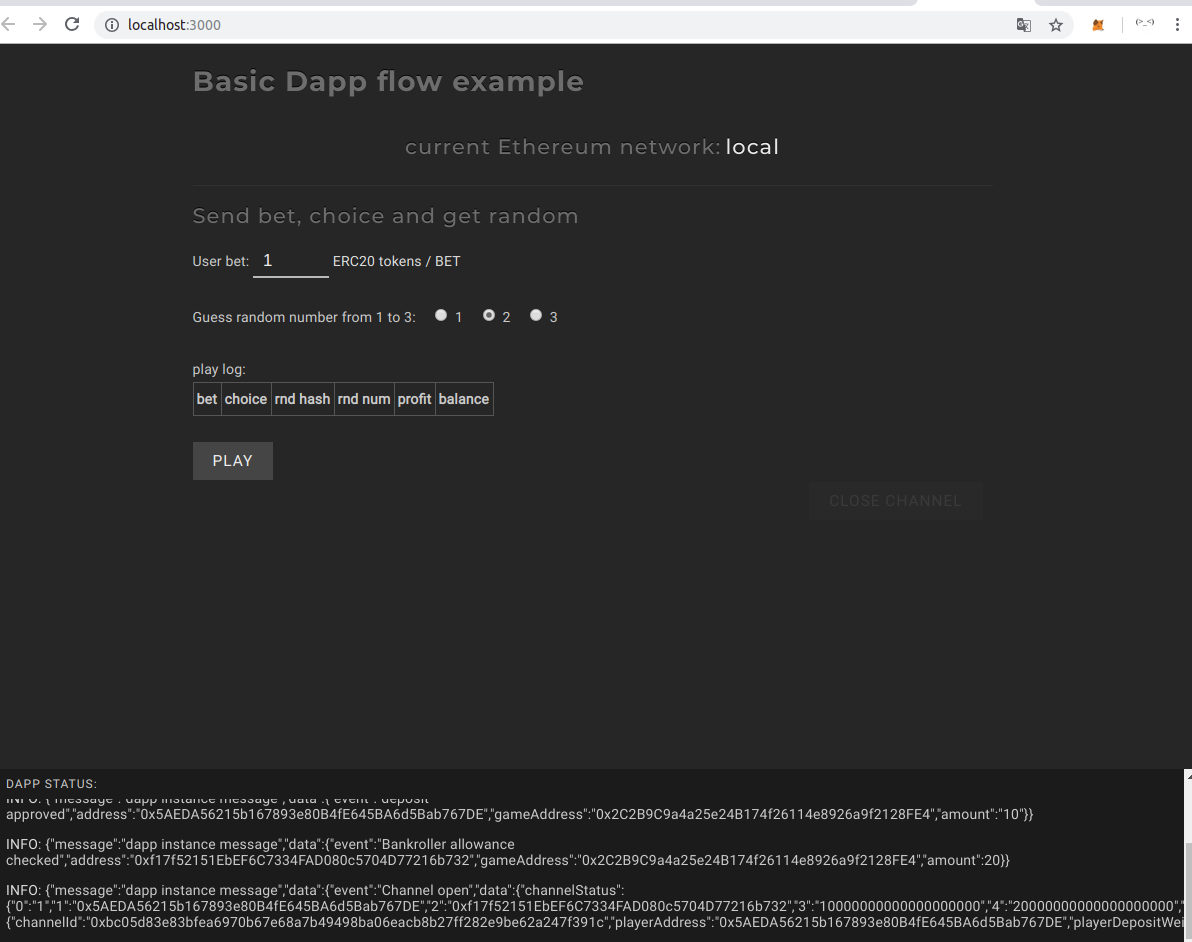 localhost:3000
(>_<)
Basic Dapp flow example
current Ethereum network: local
Send bet, choice and get random
User bet: 1 ERC20 tokens / BET
Guess random number from 1 to 3: 1 2 3
play log:
bet choice rnd hash rnd num profit balance
PLAY
CLOSE CHANNEL
DAPP STATUS:
INFO: {"message":"dapp instance message","data":{"event":"deposit
approved","address":"0x5AEDA56215b167893e80B4fE645BA6d5Bab767DE","gameAddress":"0x2C2B9C9a4a25e24B174f26114e8926a9f2128FE4","amount":"10"}}
INFO: {"message":"dapp instance message","data":{"event":"Bankroller allowance
checked","address":"0xf17f52151EbEF6C7334FAD080c5704D77216b732","gameAddress":"0x2C2B9C9a4a25e24B174f26114e8926a9f2128FE4","amount":20}}
INFO: {"message":"dapp instance message","data":{"event":"Channel open","data":{"channelStatus":
{"0":"1","1":"0x5AEDA56215b167893e80B4fE645BA6d5Bab767DE","2":"0xf17f52151EbEF6C7334FAD080c5704D77216b732","3":"10000000000000000000","4":"20000000000000000000","
{"channelId":"0xbc05d83e83bfea6970b67e68a7b49498ba06eacb8b27ff282e9be62a247f391c","playerAddress":"0x5AEDA56215b167893e80B4fE645BA6d5Bab767DE","playerDepositWei